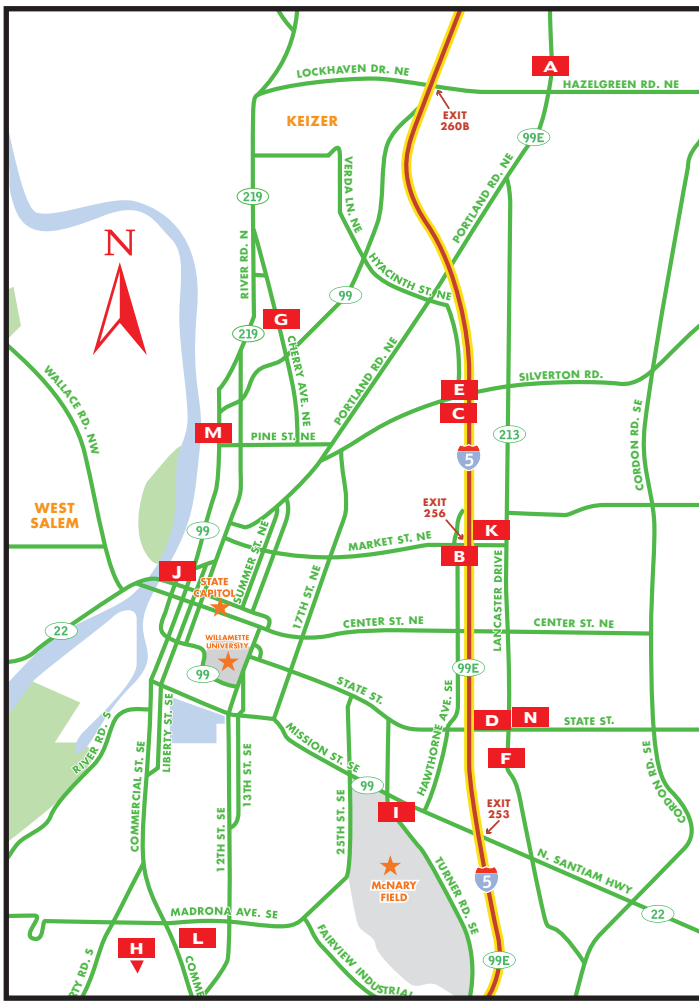 LOCKHAVEN DR. NE
A
HAZELGREEN RD. NE
EXIT
260B
KEIZER
99E
VERDA LN. NE
PORTLAND RD. NE
219
RIVER RD. N
N
HYACINTH ST. NE
99
G
219
CHERRY AVE. NE
PORTLAND RD. NE
WALLACE RD. NW
SILVERTON RD.
E
C
CORDON RD. SE
M
PINE ST. NE
213
5
WEST
SALEM
EXIT
256
99
K
SUMMER ST. NE
MARKET ST. NE
B
LANCASTER DRIVE
J
STATE
CAPITOL
17TH ST. NE
22
CENTER ST. NE
CENTER ST. NE
WILLAMETTE
UNIVERSITY
99
99E
STATE ST.
HAWTHORNE AVE. SE
D
N
STATE ST.
RIVER RD. S
LIBERTY ST. SE
COMMERCIAL ST. SE
MISSION ST. SE
13TH ST. SE
F
CORDON RD. SE
99
12TH ST. SE
25TH ST. SE
I
EXIT
253
McNARY
FIELD
TURNER RD. SE
5
N. SANTIAM HWY
22
MADRONA AVE. SE
H
L
FAIRVIEW INDUSTRIAL
99E
RTY RD. S
COMME